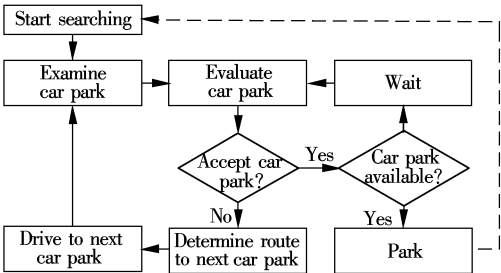 Start searching
Examine
car park
Evaluate
car park
Wait
Accept car
park?
Yes
Car park
available?
No
Yes
Drive to next
car park
Determine route
to next car park
Park